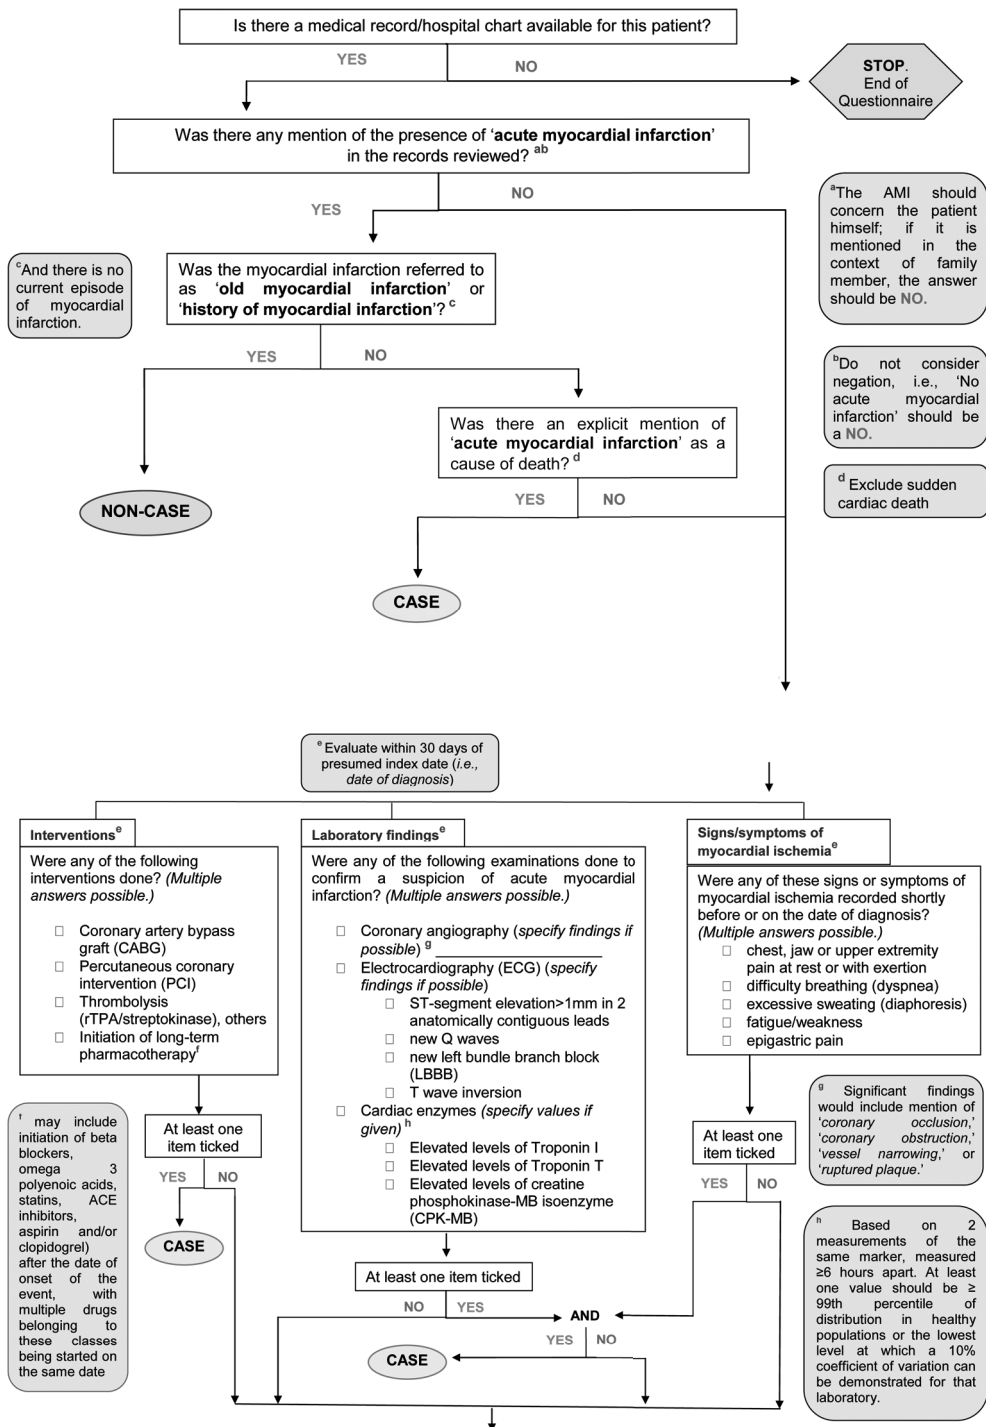 Is there a medical record/hospital chart available for this patient?
YES
NO
STOP.
End of
Questionnaire
Was there any mention of the presence of ‘acute myocardial infarction’
in the records reviewed? ab
YES
NO
aThe AMI should
concern the patient
himself; if it is
mentioned in the
context of family
member, the answer
should be NO.
cAnd there is no
current episode
of myocardial
infarction.
Was the myocardial infarction referred to
as ‘old myocardial infarction’ or
‘history of myocardial infarction’? c
YES
NO
bDo not consider
negation, i.e., ‘No
acute myocardial
infarction’ should be
a NO.
Was there an explicit mention of
‘acute myocardial infarction’ as a
cause of death? d
d Exclude sudden
cardiac death
NON-CASE
YES
NO
CASE
e Evaluate within 30 days of
presumed index date (i.e.,
date of diagnosis)
Interventionse
Were any of the following
interventions done? (Multiple
answers possible.)
☐ Coronary artery bypass
graft (CABG)
☐ Percutaneous coronary
intervention (PCI)
☐ Thrombolysis
(rTPA/streptokinase), others
☐ Initiation of long-term
pharmacotherapyf
At least one
item ticked
YES
NO
CASE
f may include
initiation of beta
blockers,
omega 3
polyenoic acids,
statins, ACE
inhibitors,
aspirin and/or
clopidogrel)
after the date of
onset of the
event, with
multiple drugs
belonging to
these classes
being started on
the same date
Laboratory findingse
Were any of the following examinations done to
confirm a suspicion of acute myocardial
infarction? (Multiple answers possible.)
☐ Coronary angiography (specify findings if
possible) g ____________________
☐ Electrocardiography (ECG) (specify
findings if possible)
☐ ST-segment elevation>1mm in 2
anatomically contiguous leads
☐ new Q waves
☐ new left bundle branch block
(LBBB)
☐ T wave inversion
☐ Cardiac enzymes (specify values if
given) h
☐ Elevated levels of Troponin I
☐ Elevated levels of Troponin T
☐ Elevated levels of creatine
phosphokinase-MB isoenzyme
(CPK-MB)
At least one item ticked
NO
YES
AND
YES
NO
CASE
Signs/symptoms of
myocardial ischemiae
Were any of these signs or symptoms of
myocardial ischemia recorded shortly
before or on the date of diagnosis?
(Multiple answers possible.)
☐ chest, jaw or upper extremity
pain at rest or with exertion
☐ difficulty breathing (dyspnea)
☐ excessive sweating (diaphoresis)
☐ fatigue/weakness
☐ epigastric pain
At least one
item ticked
YES
NO
g Significant findings
would include mention of
‘coronary occlusion,’
‘coronary obstruction,’
‘vessel narrowing,’ or
‘ruptured plaque.’
h Based on 2
measurements of the
same marker, measured
≥6 hours apart. At least
one value should be ≥
99th percentile of
distribution in healthy
populations or the lowest
level at which a 10%
coefficient of variation can
be demonstrated for that
laboratory.